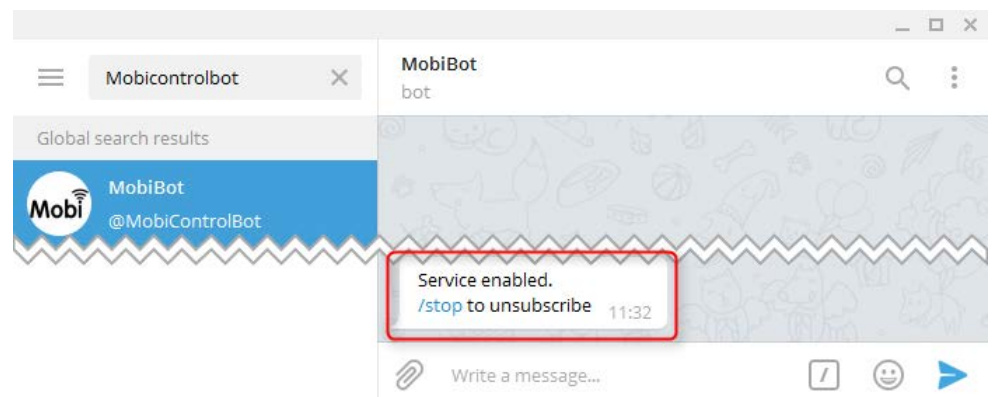 Mobicontrolbot
Global search results
Mobi
MobiBot
@MobiControlBot
MobiBot
bot
Service enabled.
/stop to unsubscribe 11:32
Write a message...
/